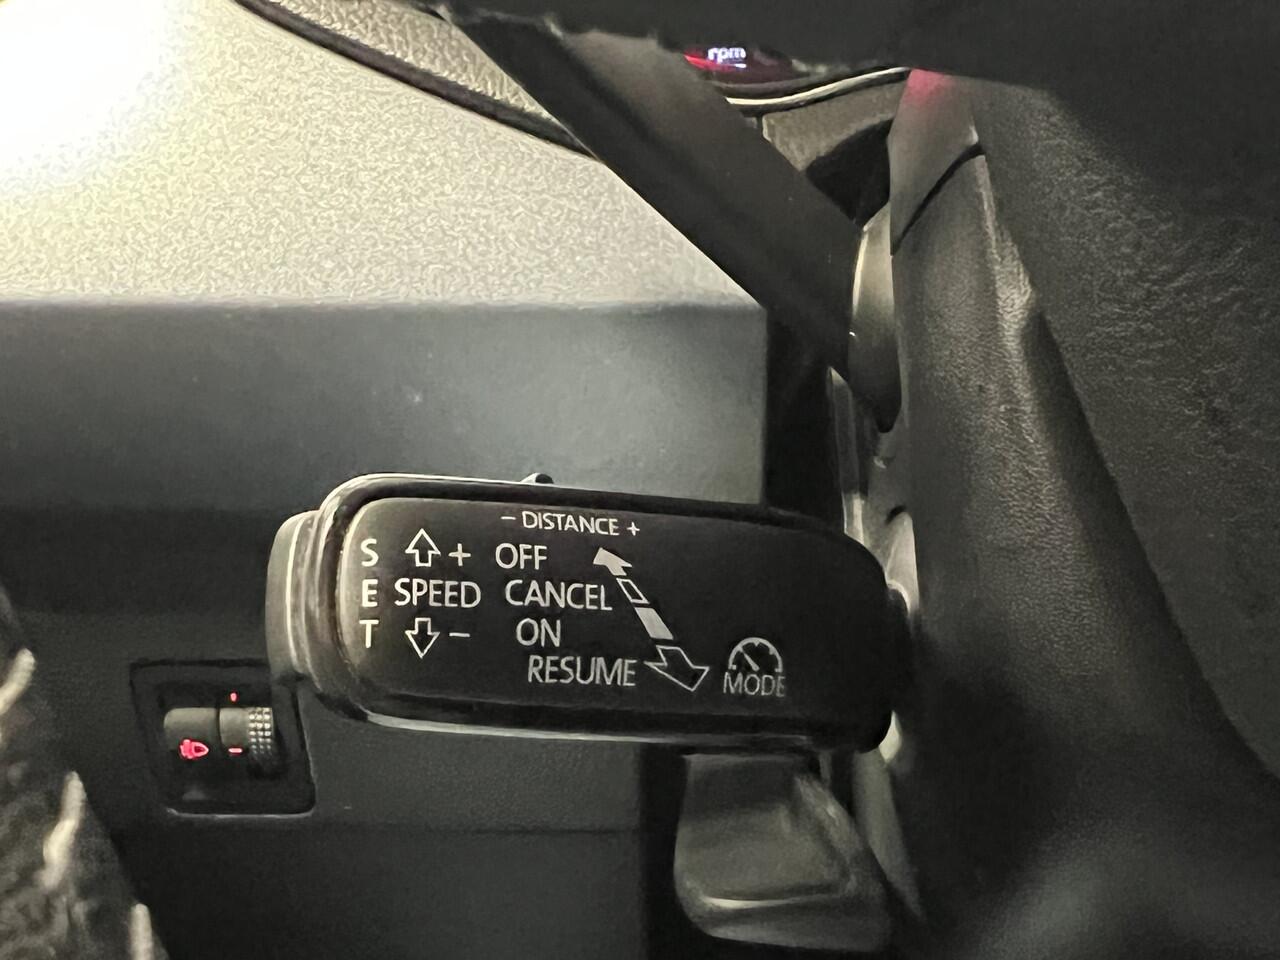 rpm
– DISTANCE +
S + OFF
E SPEED CANCEL
T – ON
RESUME
MODE